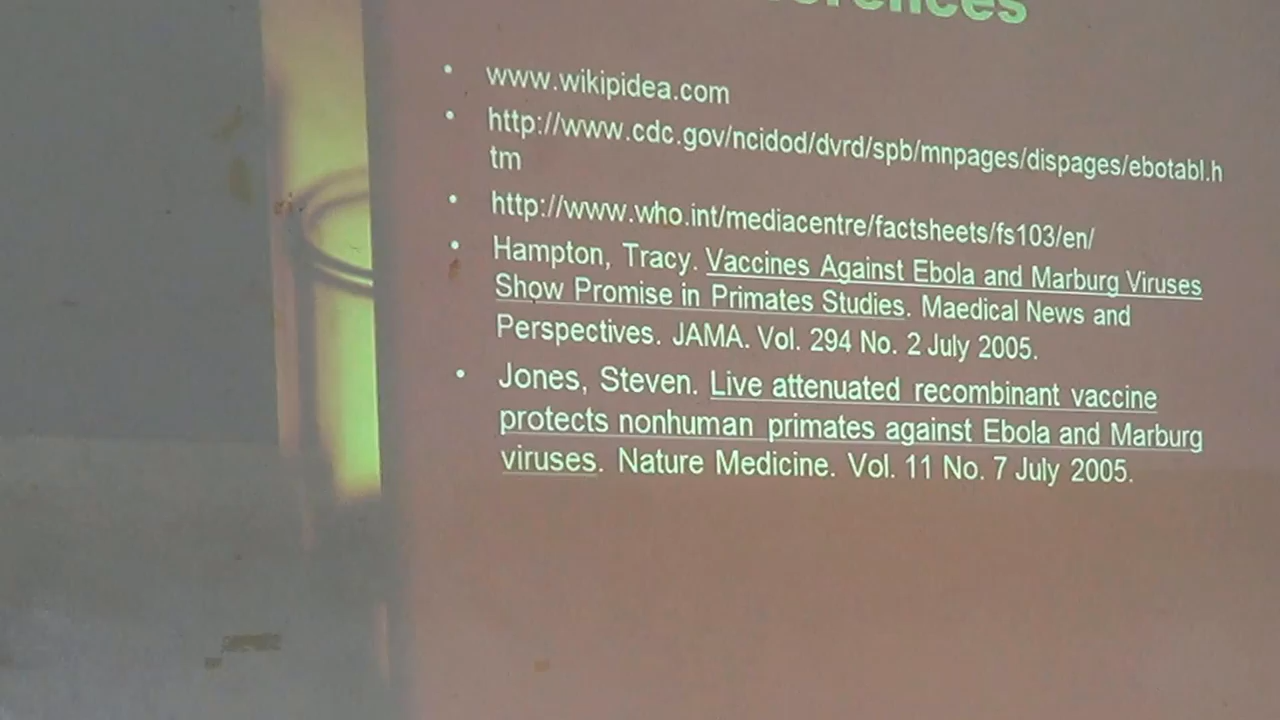 • www.wikipidea.com
• http://www.cdc.gov/ncidod/dvrd/spb/mnpages/dispages/ebotabl.h
tm
• http://www.who.int/mediacentre/factsheets/fs103/en/
• Hampton, Tracy. Vaccines Against Ebola and Marburg Viruses
Show Promise in Primates Studies. Maedical News and
Perspectives. JAMA. Vol. 294 No. 2 July 2005.
• Jones, Steven. Live attenuated recombinant vaccine
protects nonhuman primates against Ebola and Marburg
viruses. Nature Medicine. Vol. 11 No. 7 July 2005.